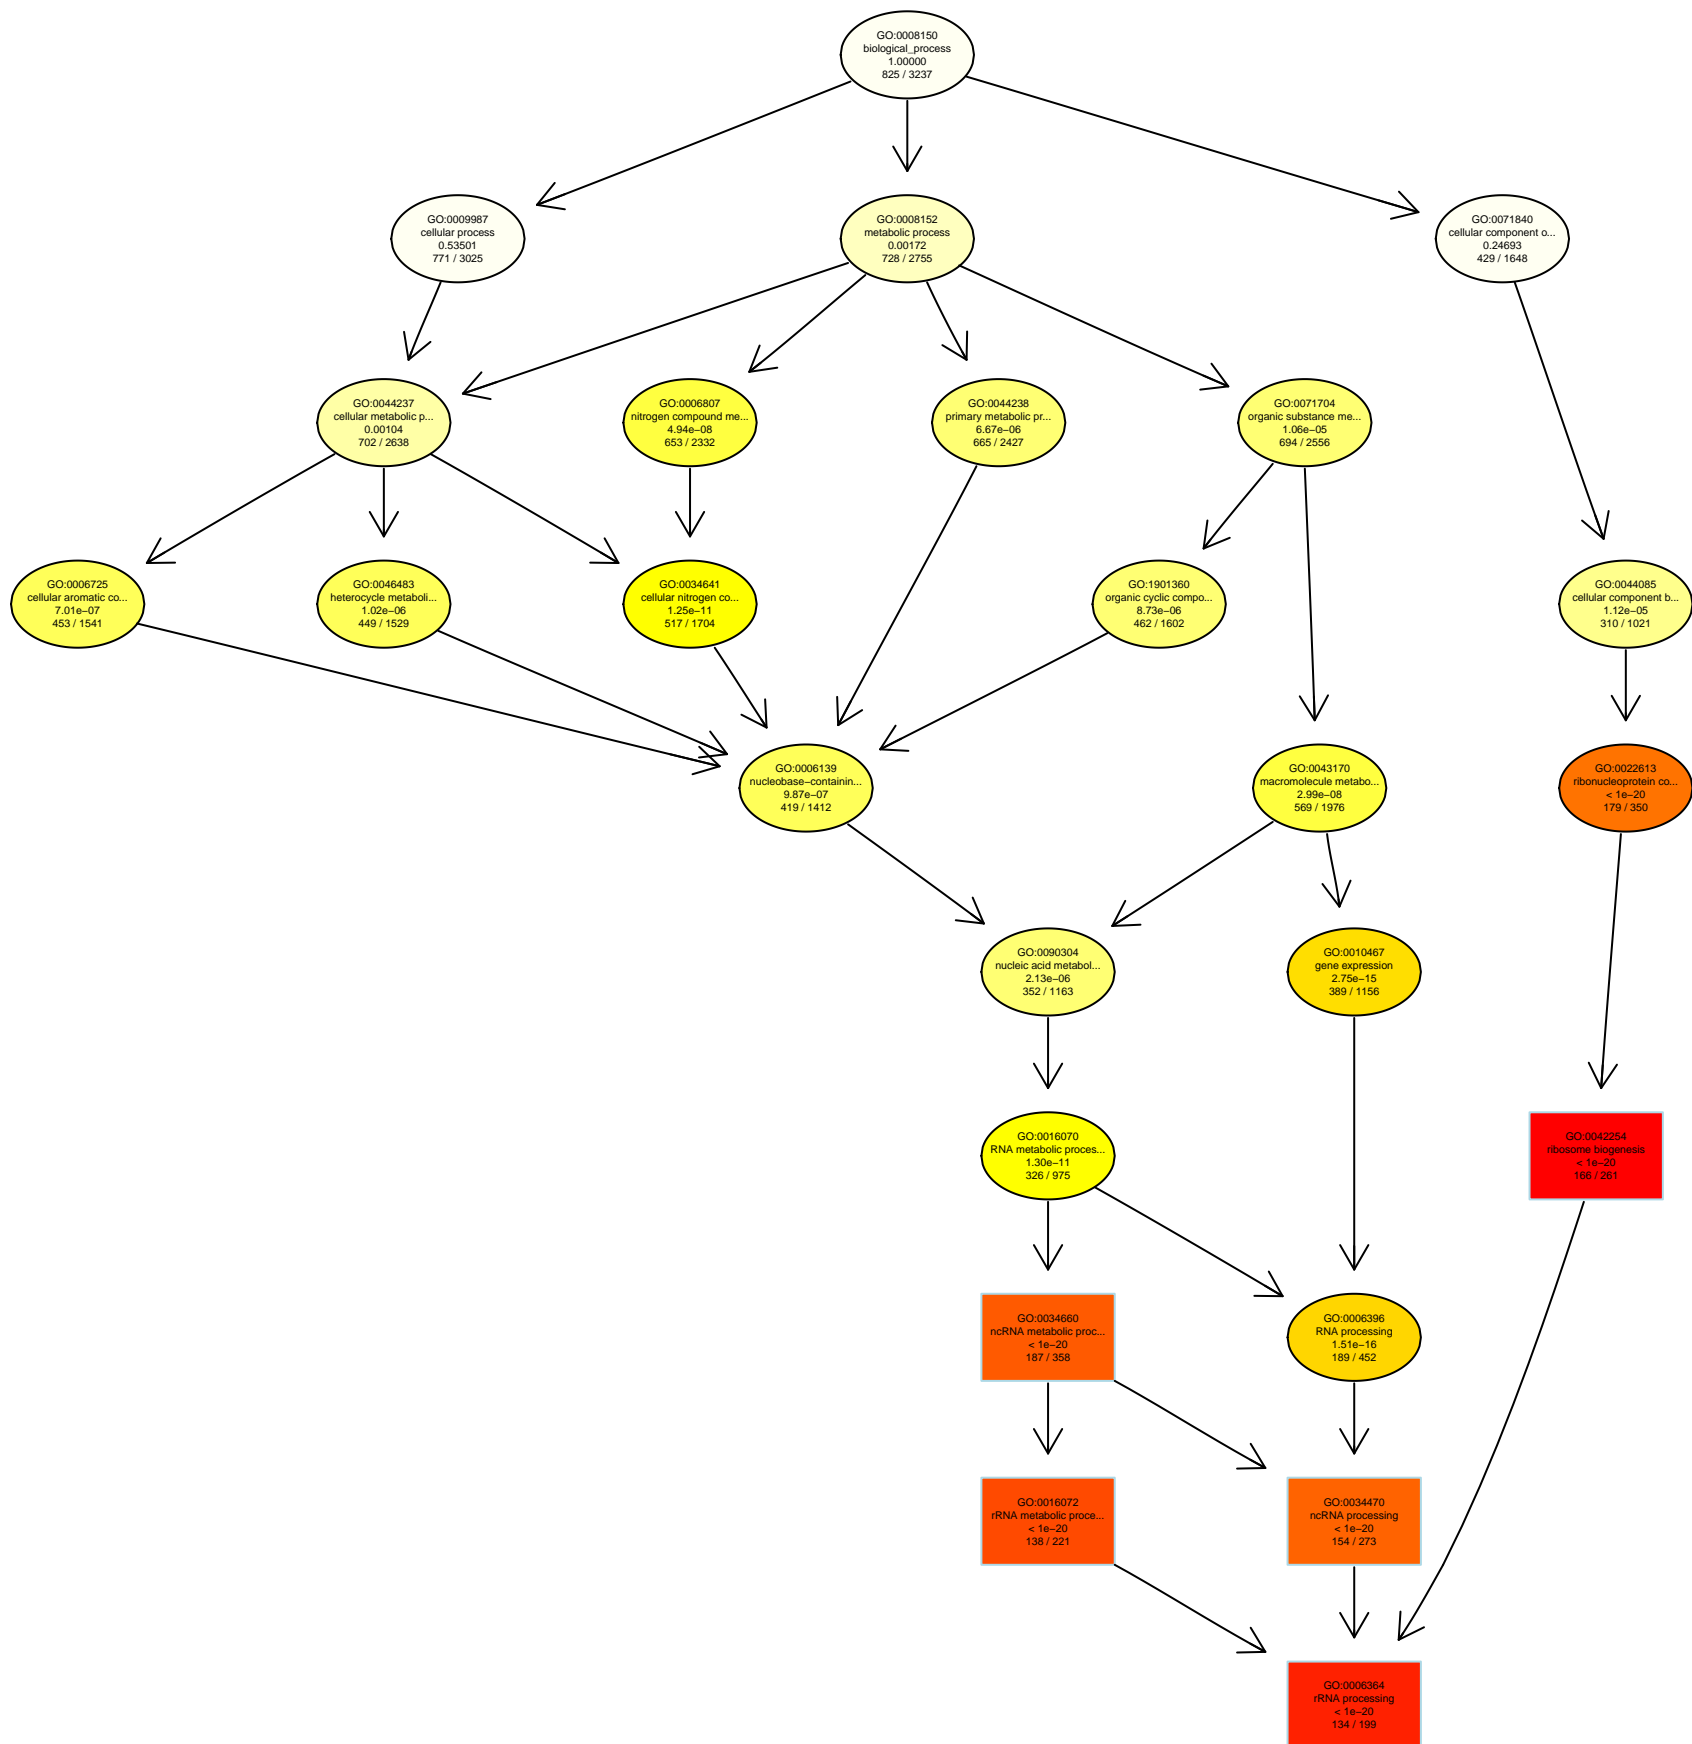 GO:0008150
biological_process
1.00000
825 / 3237
GO:0009987
cellular process
0.53501
771 / 3025
GO:0008152
metabolic process
0.00172
728 / 2755
GO:0071840
cellular component o...
0.24693
429 / 1648
GO:0044237
cellular metabolic p...
0.00104
702 / 2638
GO:0006807
nitrogen compound me...
4.94e−08
653 / 2332
GO:0044238
primary metabolic pr...
6.67e−06
665 / 2427
GO:0071704
organic substance me...
1.06e−05
694 / 2556
GO:0006725
cellular aromatic co...
7.01e−07
453 / 1541
GO:0046483
heterocycle metaboli...
1.02e−06
449 / 1529
GO:0034641
cellular nitrogen co...
1.25e−11
517 / 1704
GO:1901360
organic cyclic compo...
8.73e−06
462 / 1602
GO:0044085
cellular component b...
1.12e−05
310 / 1021
GO:0006139
nucleobase−containin...
9.87e−07
419 / 1412
GO:0043170
macromolecule metabo...
2.99e−08
569 / 1976
GO:0022613
ribonucleoprotein co...
< 1e−20
179 / 350
GO:0090304
nucleic acid metabol...
2.13e−06
352 / 1163
GO:0010467
gene expression
2.75e−15
389 / 1156
GO:0016070
RNA metabolic proces...
1.30e−11
326 / 975
GO:0042254
ribosome biogenesis
< 1e−20
166 / 281
GO:0034660
ncRNA metabolic proc...
< 1e−20
187 / 358
GO:0006396
RNA processing
1.51e−16
189 / 452
GO:0016072
rRNA metabolic proce...
< 1e−20
138 / 221
GO:0034470
ncRNA processing
< 1e−20
154 / 273
GO:0006364
rRNA processing
< 1e−20
134 / 199